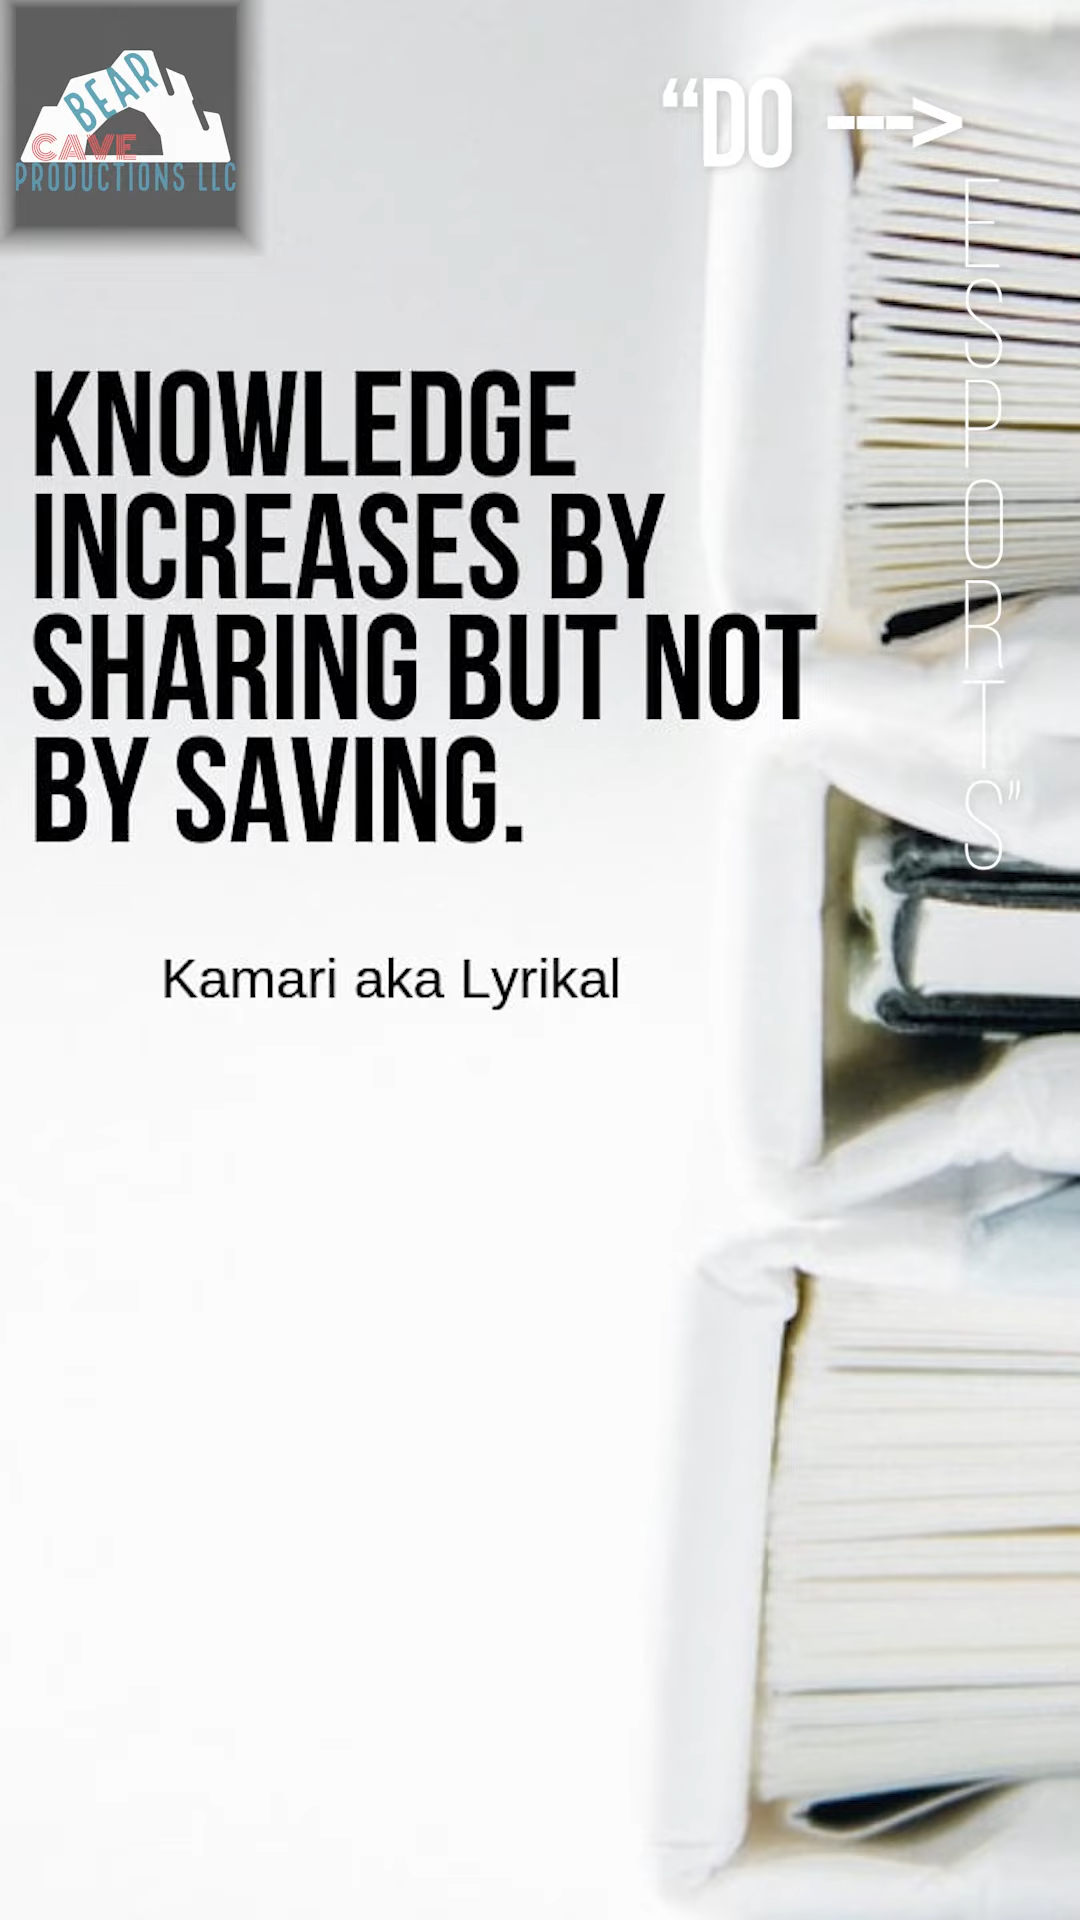 BEAR
CAVE
PRODUCTIONS LLC
“DO --->
ESPORTS”
KNOWLEDGE
INCREASES BY
SHARING BUT NOT
BY SAVING.
Kamari aka Lyrikal